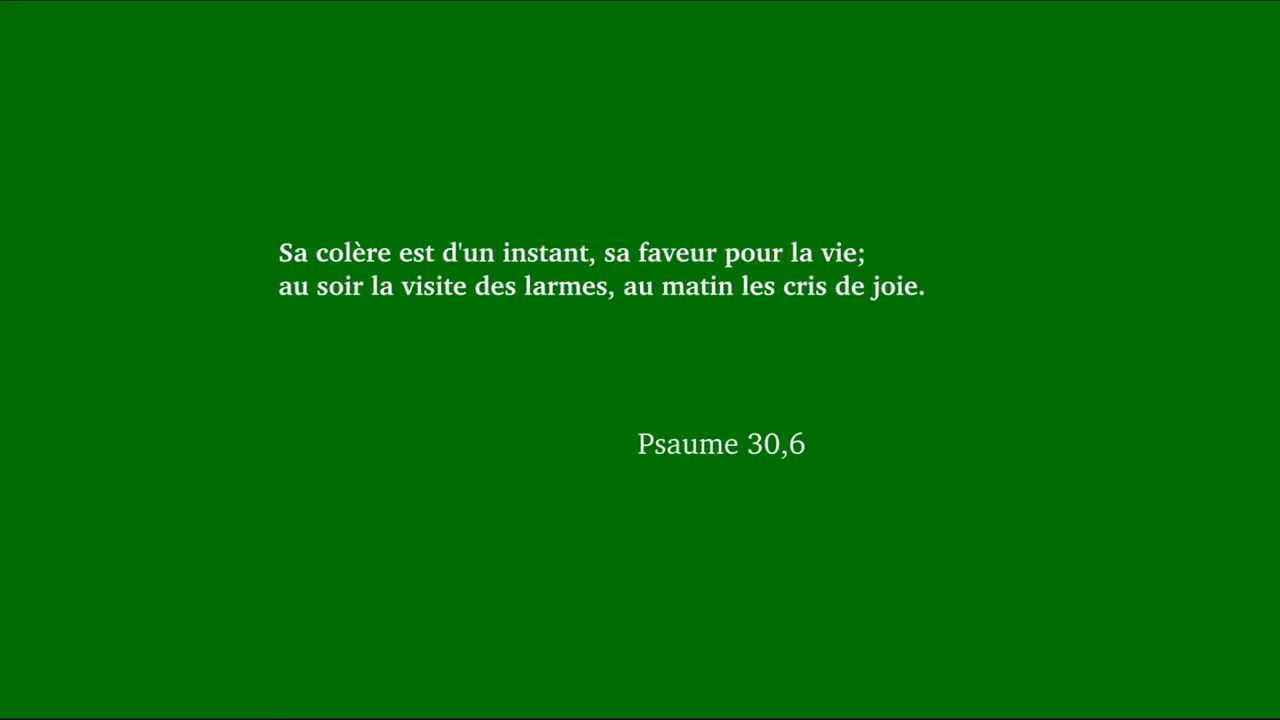 Sa colère est d'un instant, sa faveur pour la vie;
au soir la visite des larmes, au matin les cris de joie.
Psaume 30,6